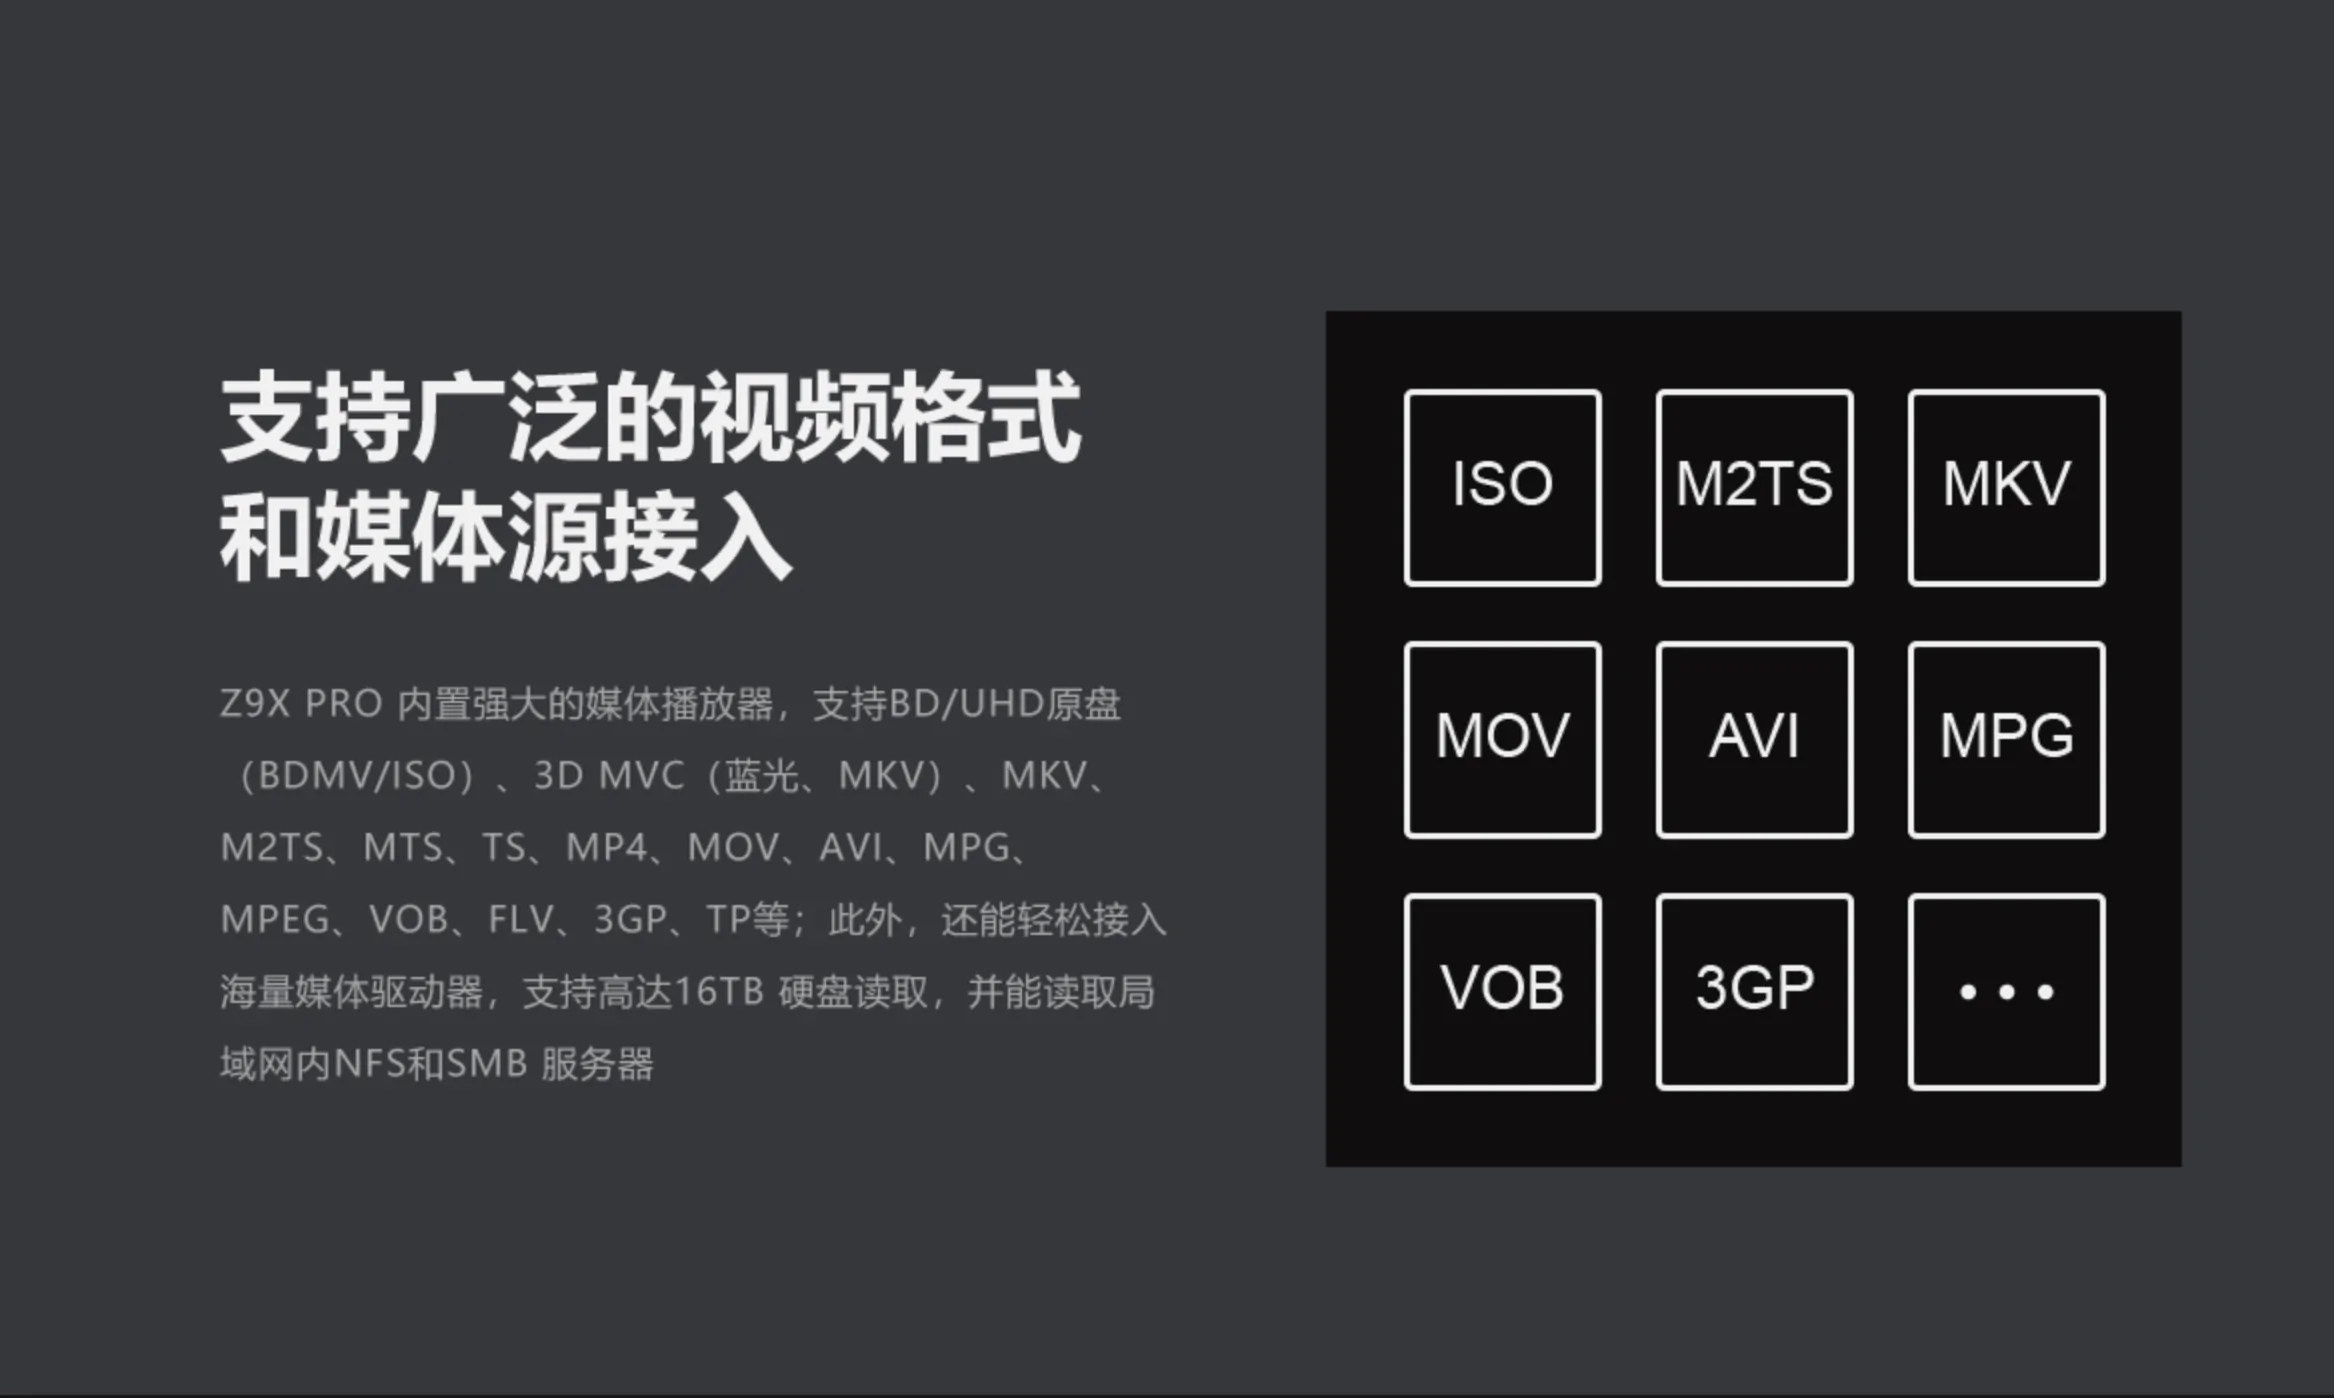 支持广泛的视频格式
和媒体源接入
Z9X PRO 内置强大的媒体播放器，支持BD/UHD原盘
（BDMV/ISO）、3D MVC（蓝光、MKV）、MKV、
M2TS、MTS、TS、MP4、MOV、AVI、MPG、
MPEG、VOB、FLV、3GP、TP等；此外，还能轻松接入
海量媒体驱动器，支持高达16TB 硬盘读取，并能读取局
域网内NFS和SMB 服务器
ISO M2TS MKV
MOV AVI MPG
VOB 3GP •••